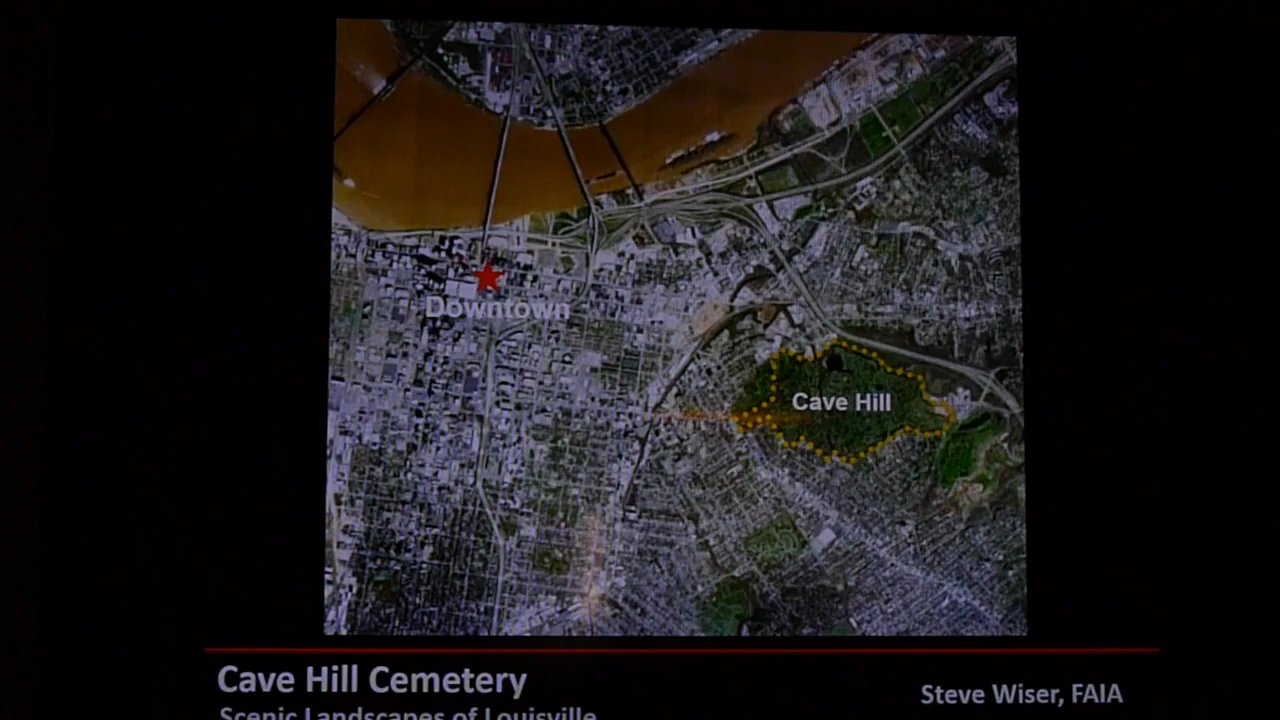 Downtown
Cave Hill
Cave Hill Cemetery
Steve Wiser, FAIA
Scenic Landscapes of Louisville